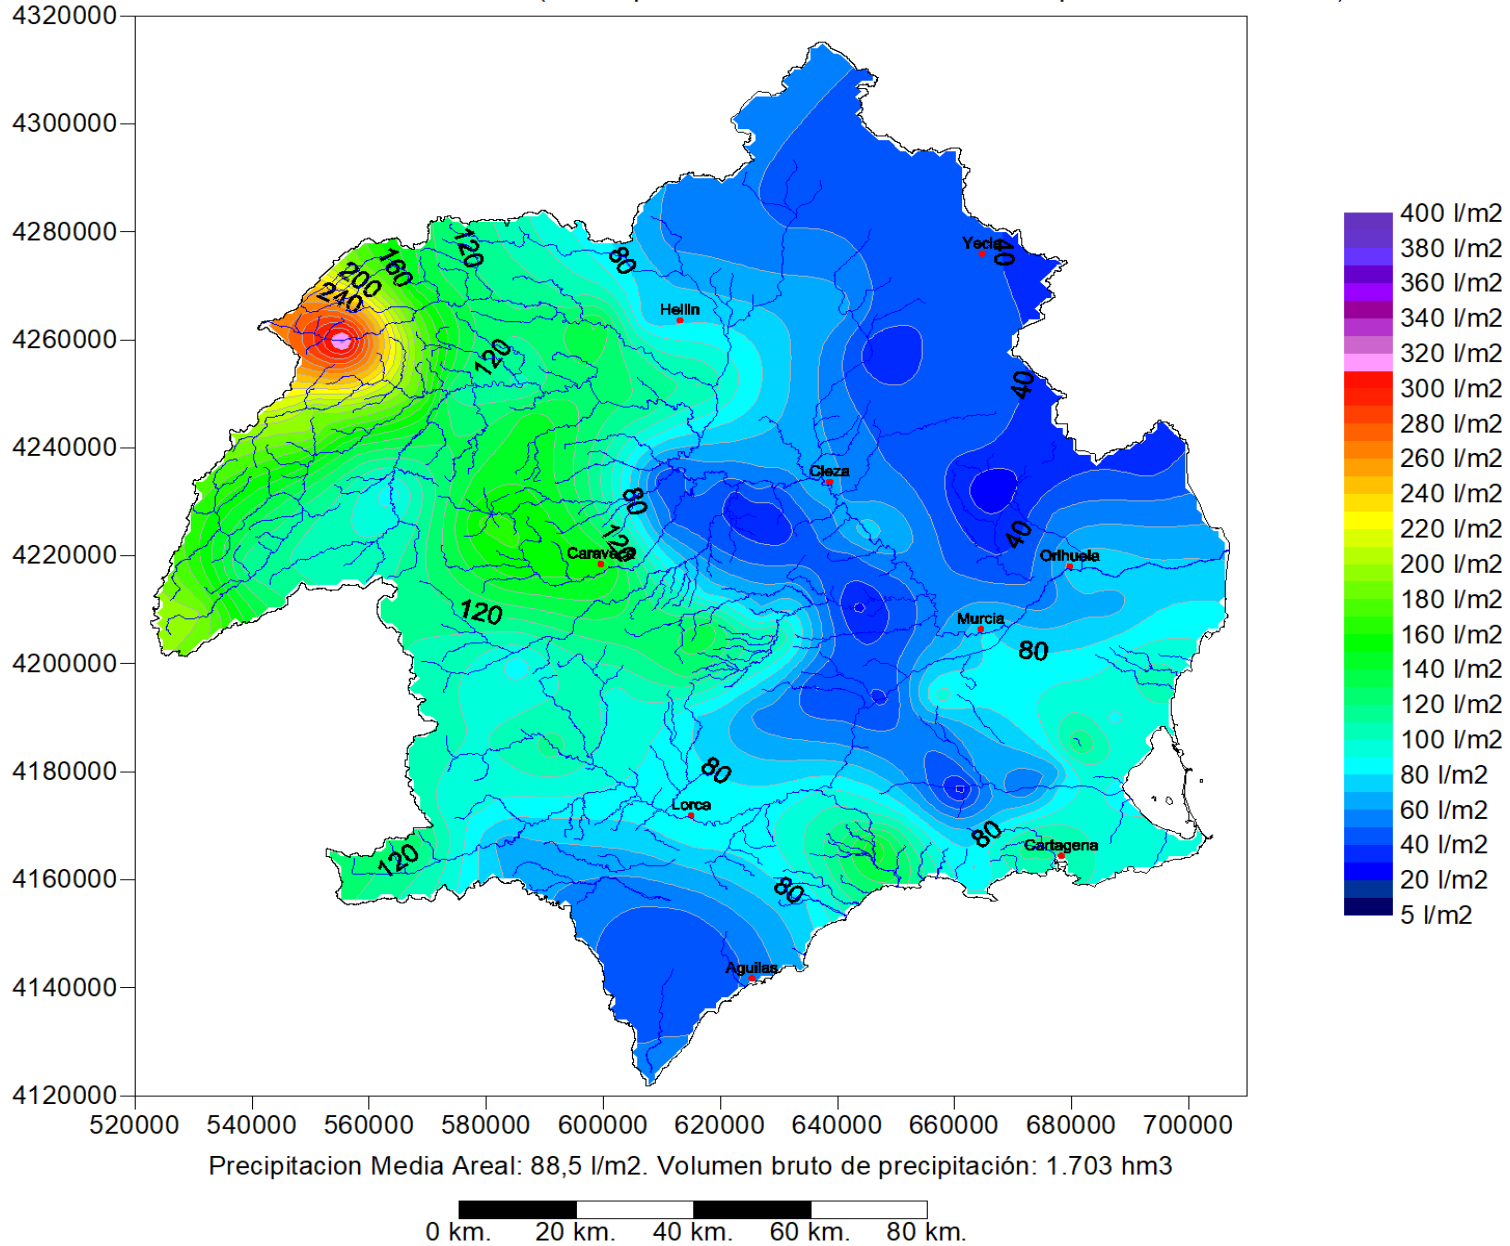 4320000
4300000
4280000
4260000
4240000
4220000
4200000
4180000
4160000
4140000
4120000
520000 540000 560000 580000 600000 620000 640000 660000 680000 700000
120
160
200
240
80
Yecla
40
Hellin
120
40
Cieza
80
120
Caravaca
40
Orihuela
120
Murcia
80
80
Lorca
80
Cartagena
120
80
Aguilas
400 l/m2
380 l/m2
360 l/m2
340 l/m2
320 l/m2
300 l/m2
280 l/m2
260 l/m2
240 l/m2
220 l/m2
200 l/m2
180 l/m2
160 l/m2
140 l/m2
120 l/m2
100 l/m2
80 l/m2
60 l/m2
40 l/m2
20 l/m2
5 l/m2
Precipitacion Media Areal: 88,5 l/m2. Volumen bruto de precipitación: 1.703 hm3
0 km. 20 km. 40 km. 60 km. 80 km.